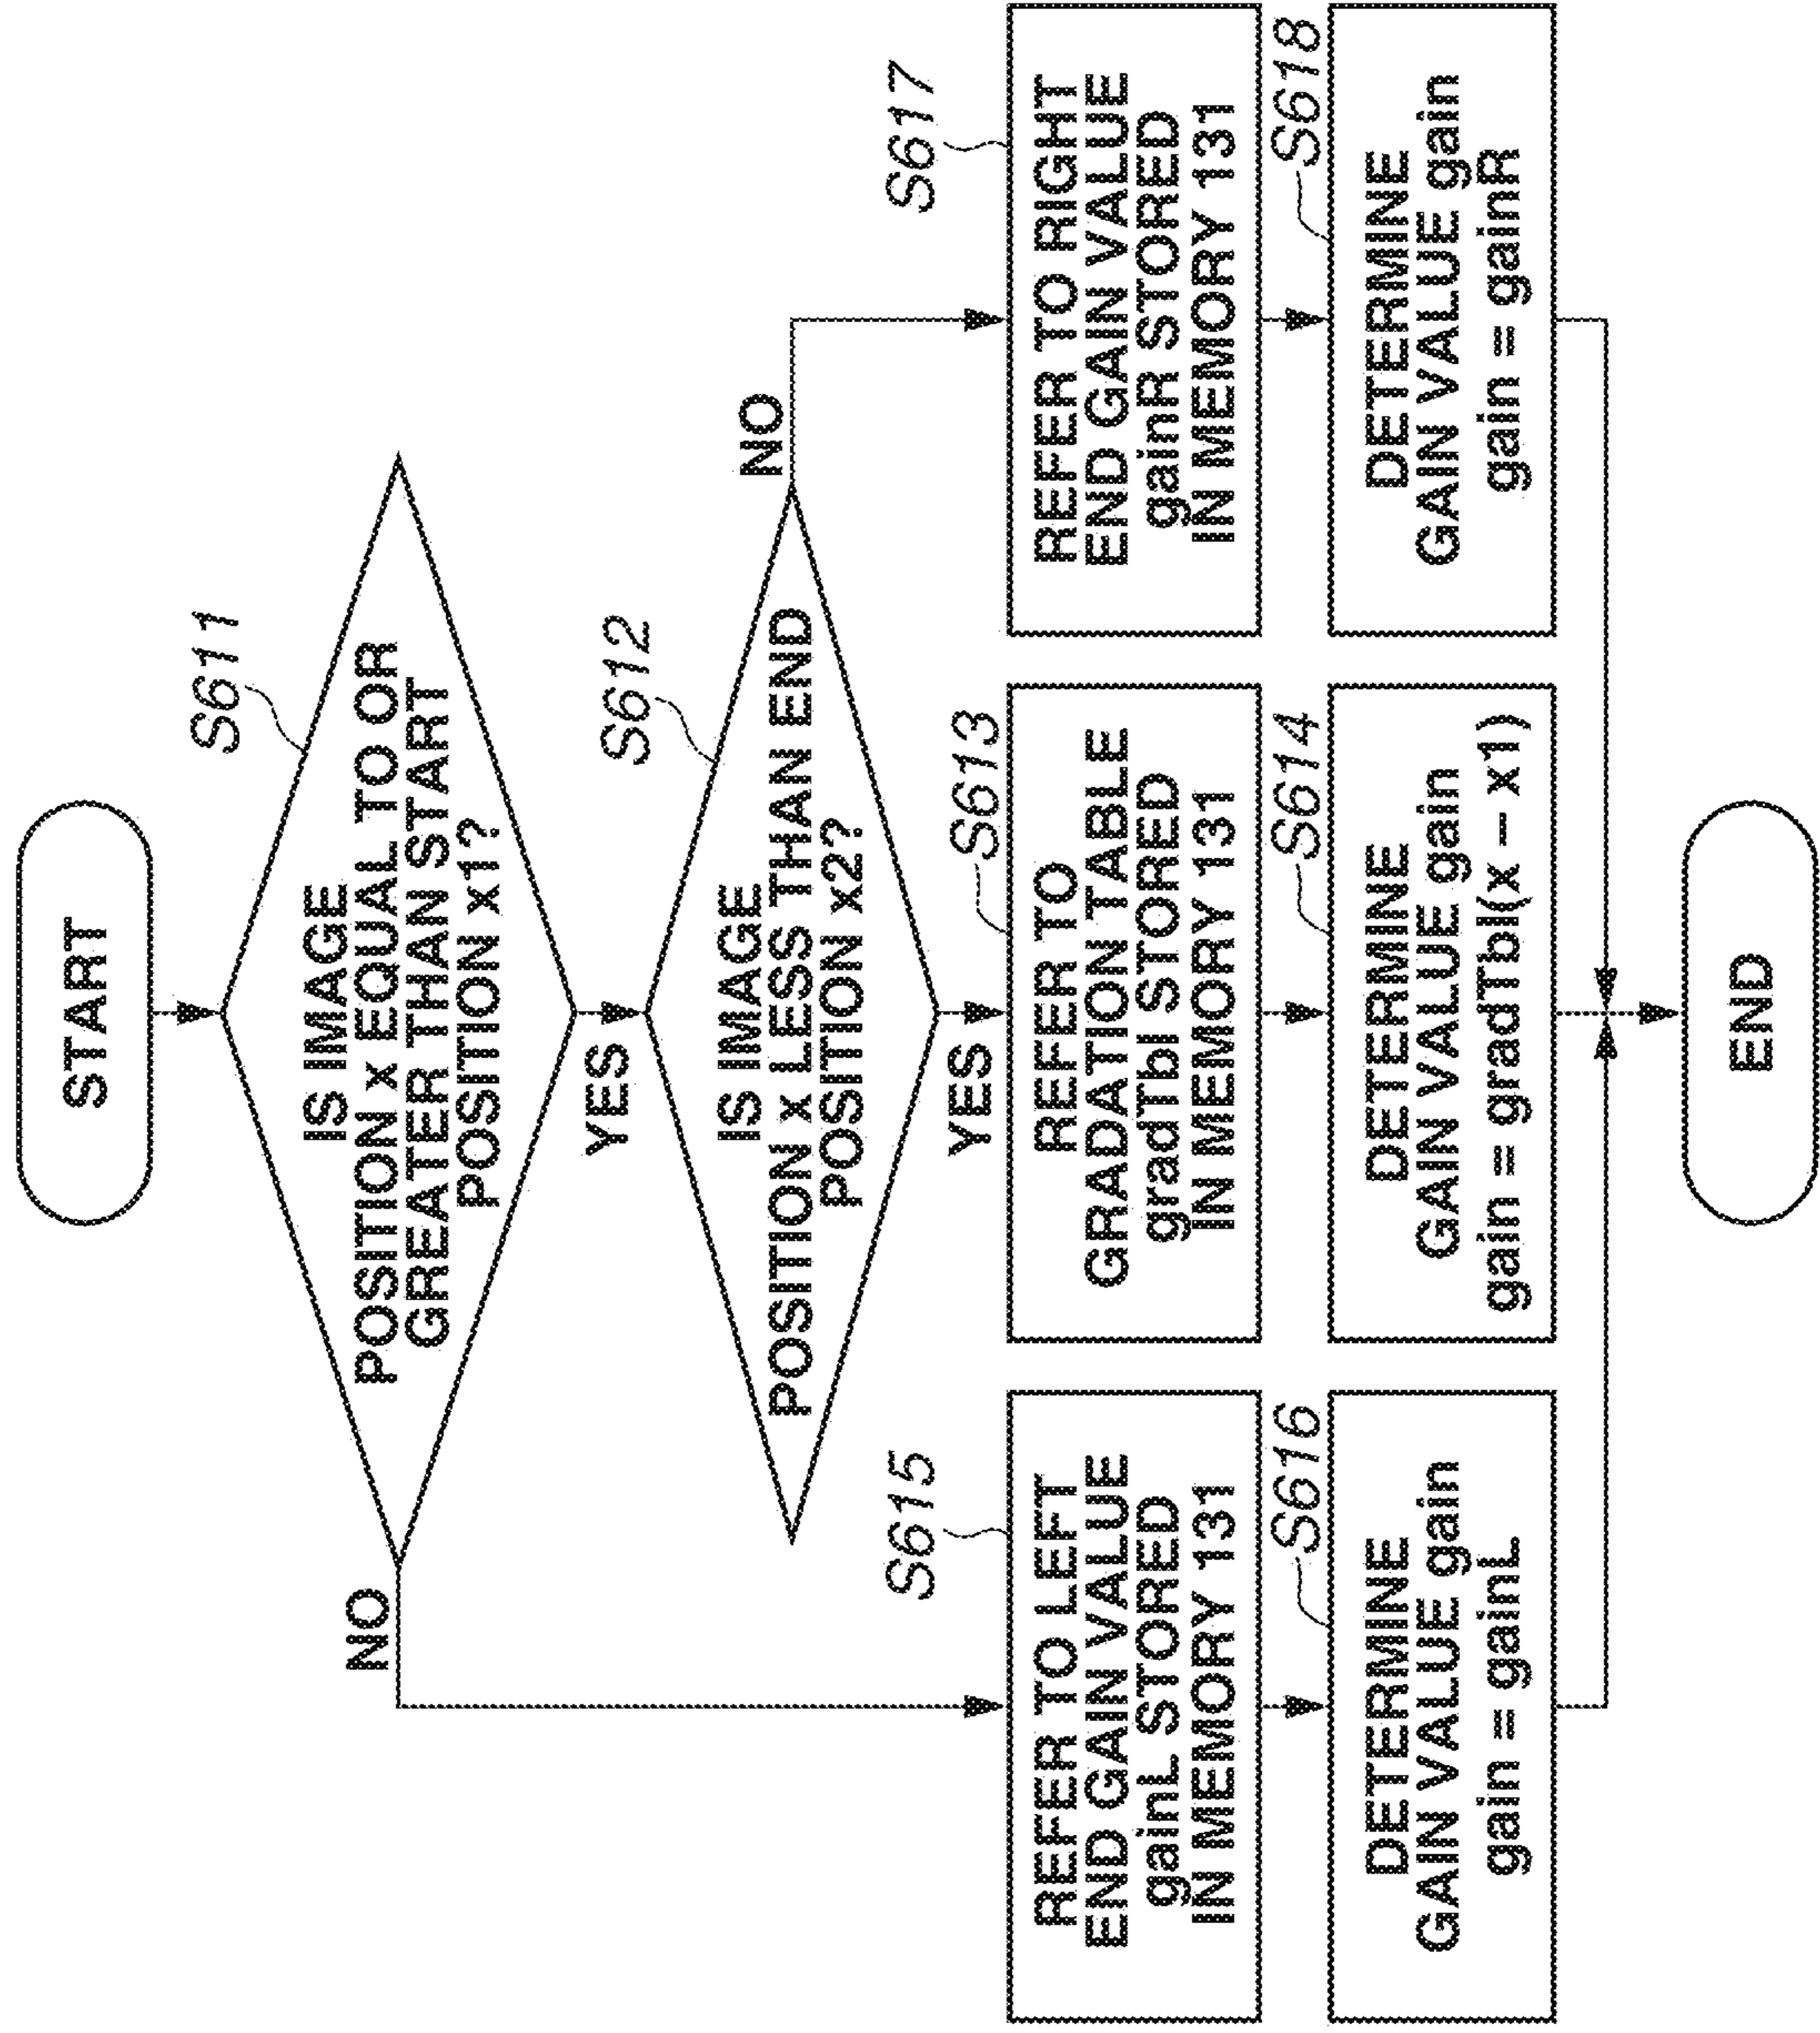 START
S611
IS IMAGE
POSITION x EQUAL TO OR
GREATER THAN START
POSITION x1?
NO
YES
S612
IS IMAGE
POSITION x LESS THAN END
POSITION x2?
NO
YES
S615
REFER TO LEFT
END GAIN VALUE
gainL STORED
IN MEMORY 131
S613
REFER TO
GRADATION TABLE
gradTbl STORED
IN MEMORY 131
S617
REFER TO RIGHT
END GAIN VALUE
gainR STORED
IN MEMORY 131
S616
DETERMINE
GAIN VALUE gain
gain = gainL
S614
DETERMINE
GAIN VALUE gain
gain = gradTbl(x − x1)
S618
DETERMINE
GAIN VALUE gain
gain = gainR
END